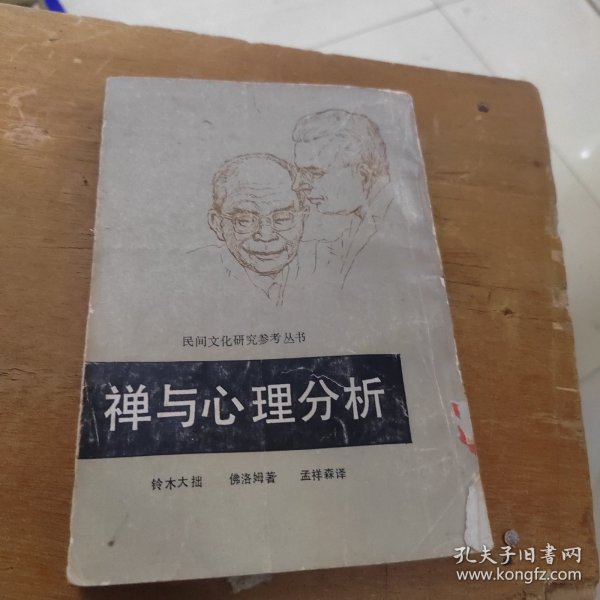 民间文化研究参考丛书
禅与心理分析
铃木大拙 佛洛姆著 孟祥森译
孔夫子旧书网
www.kongfz.com